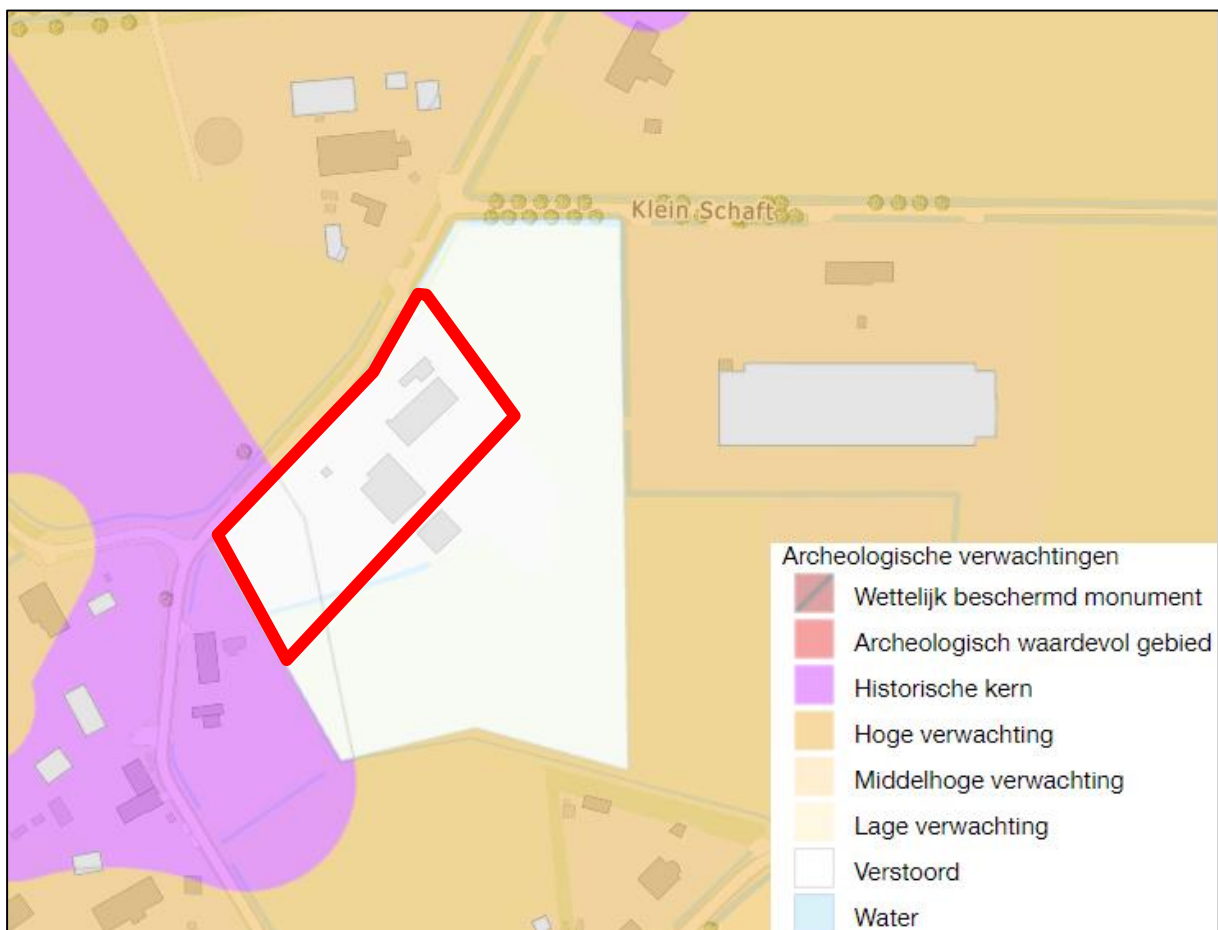 Klein Schaft
Archeologische verwachtingen
Wettelijk beschermd monument
Archeologisch waardevol gebied
Historische kern
Hoge verwachting
Middelhoge verwachting
Lage verwachting
Verstoord
Water